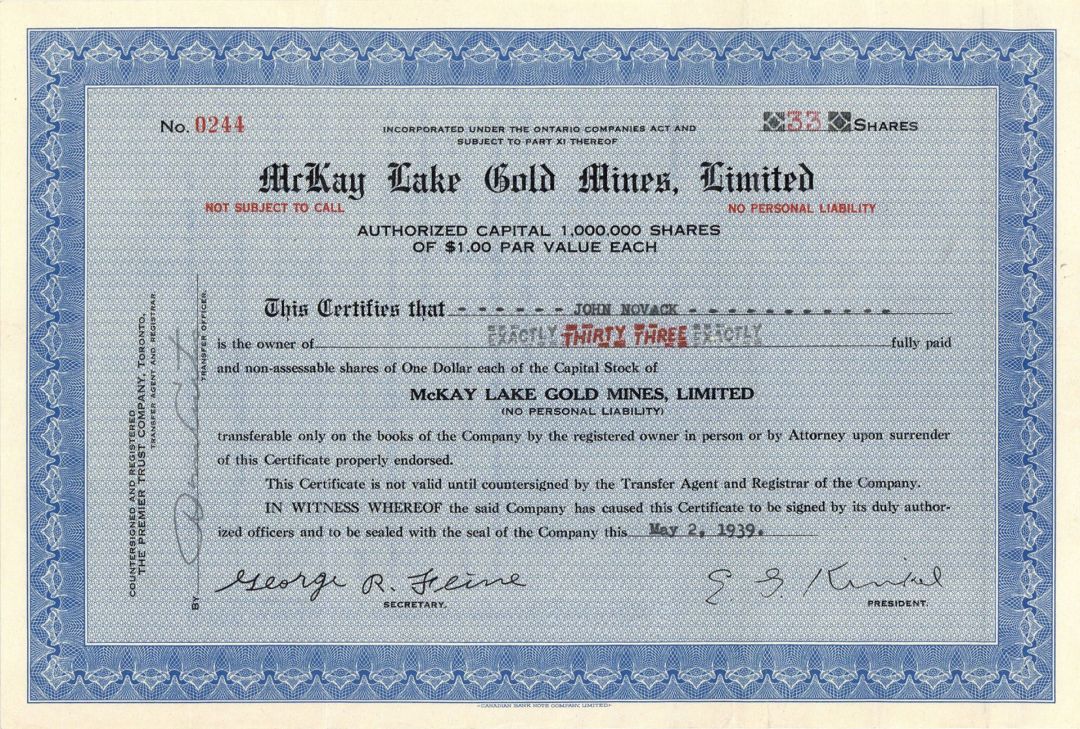 No. 0244
33 SHARES
INCORPORATED UNDER THE ONTARIO COMPANIES ACT AND
SUBJECT TO PART XI THEREOF
McKay Lake Gold Mines, Limited
NOT SUBJECT TO CALL
NO PERSONAL LIABILITY
AUTHORIZED CAPITAL 1,000,000 SHARES
OF $1.00 PAR VALUE EACH
This Certifies that - - - - - - JOHN NOVACK - - - - - - - - - - -
is the owner of EXACTLY THIRTY THREE EXACTLY fully paid
and non-assessable shares of One Dollar each of the Capital Stock of
McKAY LAKE GOLD MINES, LIMITED
(NO PERSONAL LIABILITY)
transferable only on the books of the Company by the registered owner in person or by Attorney upon surrender
of this Certificate properly endorsed.
This Certificate is not valid until countersigned by the Transfer Agent and Registrar of the Company.
IN WITNESS WHEREOF the said Company has caused this Certificate to be signed by its duly author-
ized officers and to be sealed with the seal of the Company this May 2, 1939.
George R. Heine
SECRETARY.
E. G. Kinkel
PRESIDENT.
COUNTERSIGNED AND REGISTERED
THE PREMIER TRUST COMPANY, TORONTO.
TRANSFER AGENT AND REGISTRAR.
BY
TRANSFER OFFICER.
CANADIAN BANK NOTE COMPANY, LIMITED